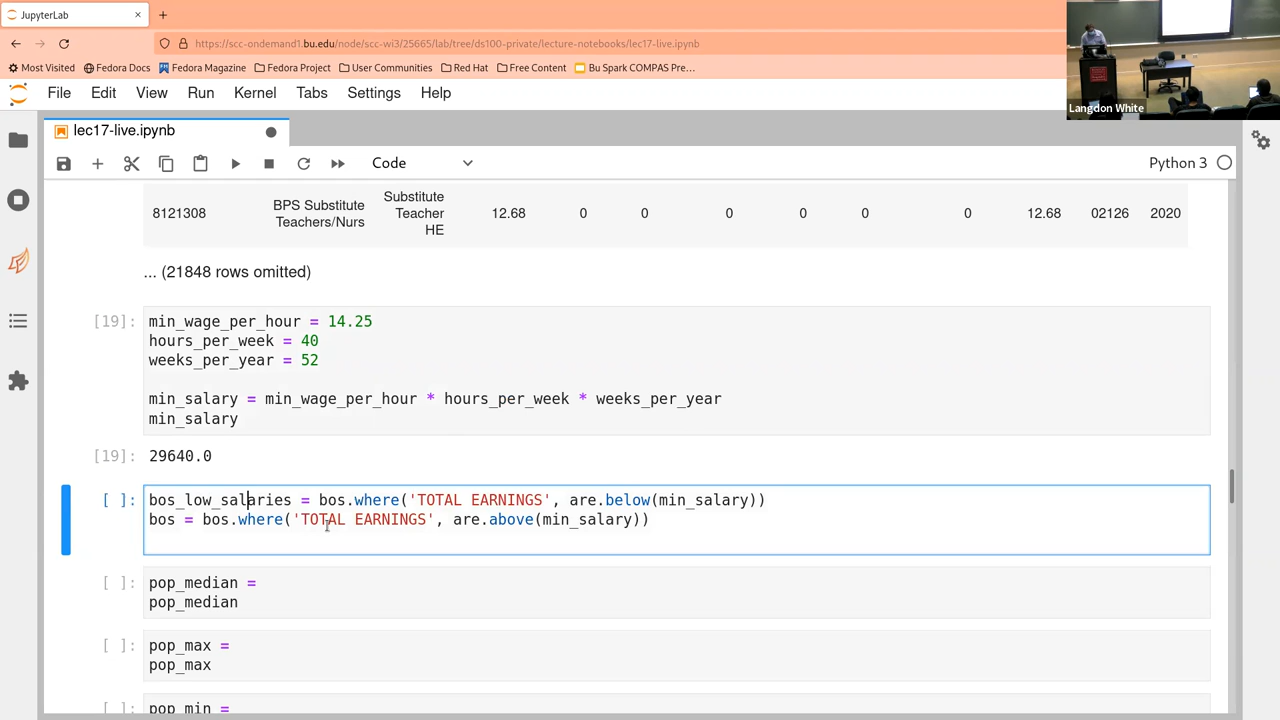 JupyterLab
https://scc-ondemand1.bu.edu/node/scc-wi3/25665/lab/tree/ds100-private/lecture-notebooks/lec17-live.ipynb
Most Visited Fedora Docs Fedora Magazine Fedora Project User Communities Red Hat Free Content Bu Spark COMPAS Pre…
Langdon White
File Edit View Run Kernel Tabs Settings Help
lec17-live.ipynb
Code Python 3
8121308 BPS Substitute Teachers/Nurs Substitute Teacher HE 12.68 0 0 0 0 0 0 12.68 02126 2020
... (21848 rows omitted)
[19]: min_wage_per_hour = 14.25
hours_per_week = 40
weeks_per_year = 52
min_salary = min_wage_per_hour * hours_per_week * weeks_per_year
min_salary
[19]: 29640.0
[ ]: bos_low_salaries = bos.where('TOTAL EARNINGS', are.below(min_salary))
bos = bos.where('TOTAL EARNINGS', are.above(min_salary))
[ ]: pop_median =
pop_median
[ ]: pop_max =
pop_max
[ ]: pop_min =